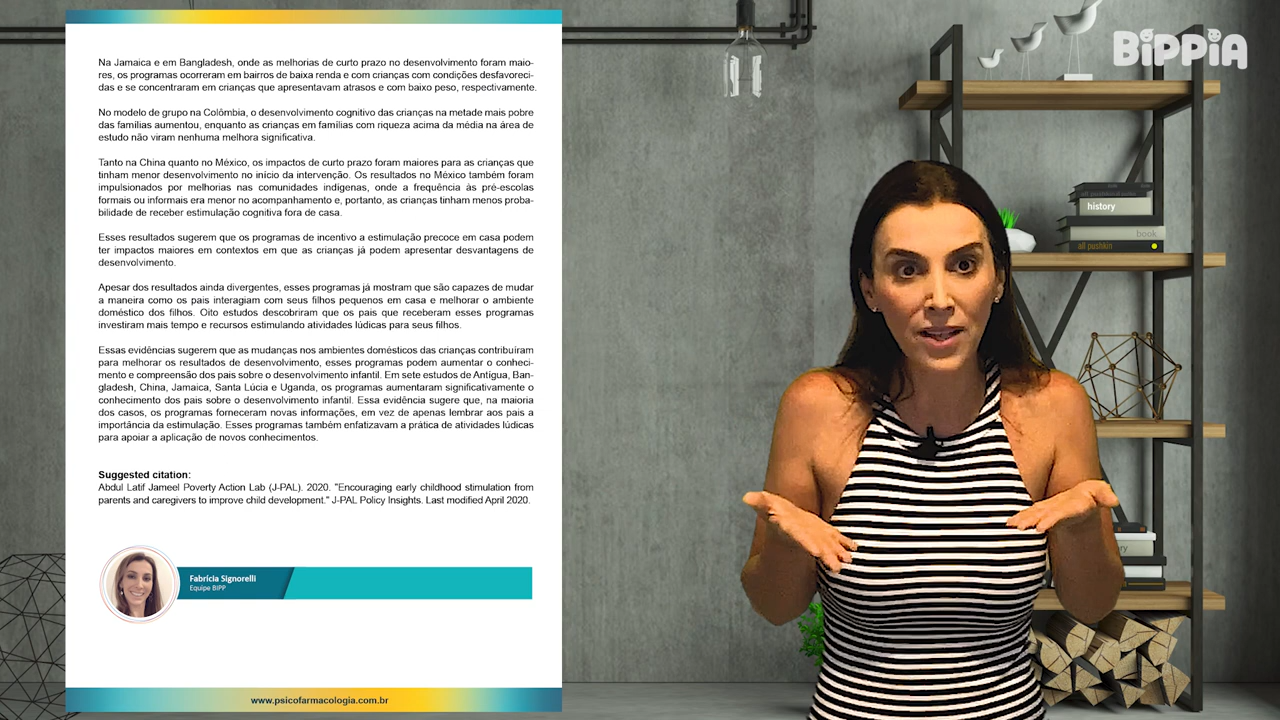 Na Jamaica e em Bangladesh, onde as melhorias de curto prazo no desenvolvimento foram maio-
res, os programas ocorreram em bairros de baixa renda e com crianças com condições desfavoreci-
das e se concentraram em crianças que apresentavam atrasos e com baixo peso, respectivamente.
No modelo de grupo na Colômbia, o desenvolvimento cognitivo das crianças na metade mais pobre
das famílias aumentou, enquanto as crianças em famílias com riqueza acima da média na área de
estudo não viram nenhuma melhora significativa.
Tanto na China quanto no México, os impactos de curto prazo foram maiores para as crianças que
tinham menor desenvolvimento no início da intervenção. Os resultados no México também foram
impulsionados por melhorias nas comunidades indígenas, onde a frequência às pré-escolas
formais ou informais era menor no acompanhamento e, portanto, as crianças tinham menos proba-
bilidade de receber estimulação cognitiva fora de casa.
Esses resultados sugerem que os programas de incentivo a estimulação precoce em casa podem
ter impactos maiores em contextos em que as crianças já podem apresentar desvantagens de
desenvolvimento.
Apesar dos resultados ainda divergentes, esses programas já mostram que são capazes de mudar
a maneira como os pais interagiam com seus filhos pequenos em casa e melhorar o ambiente
doméstico dos filhos. Oito estudos descobriram que os pais que receberam esses programas
investiram mais tempo e recursos estimulando atividades lúdicas para seus filhos.
Essas evidências sugerem que as mudanças nos ambientes domésticos das crianças contribuíram
para melhorar os resultados de desenvolvimento, esses programas podem aumentar o conheci-
mento e compreensão dos pais sobre o desenvolvimento infantil. Em sete estudos de Antígua, Ban-
gladesh, China, Jamaica, Santa Lúcia e Uganda, os programas aumentaram significativamente o
conhecimento dos pais sobre o desenvolvimento infantil. Essa evidência sugere que, na maioria
dos casos, os programas forneceram novas informações, em vez de apenas lembrar aos pais a
importância da estimulação. Esses programas também enfatizavam a prática de atividades lúdicas
para apoiar a aplicação de novos conhecimentos.
Suggested citation:
Abdul Latif Jameel Poverty Action Lab (J-PAL). 2020. "Encouraging early childhood stimulation from
parents and caregivers to improve child development." J-PAL Policy Insights. Last modified April 2020.
Fabrícia Signorelli
Equipe BIPP
www.psicofarmacologia.com.br
BiPPiA
history
book
all pushkin